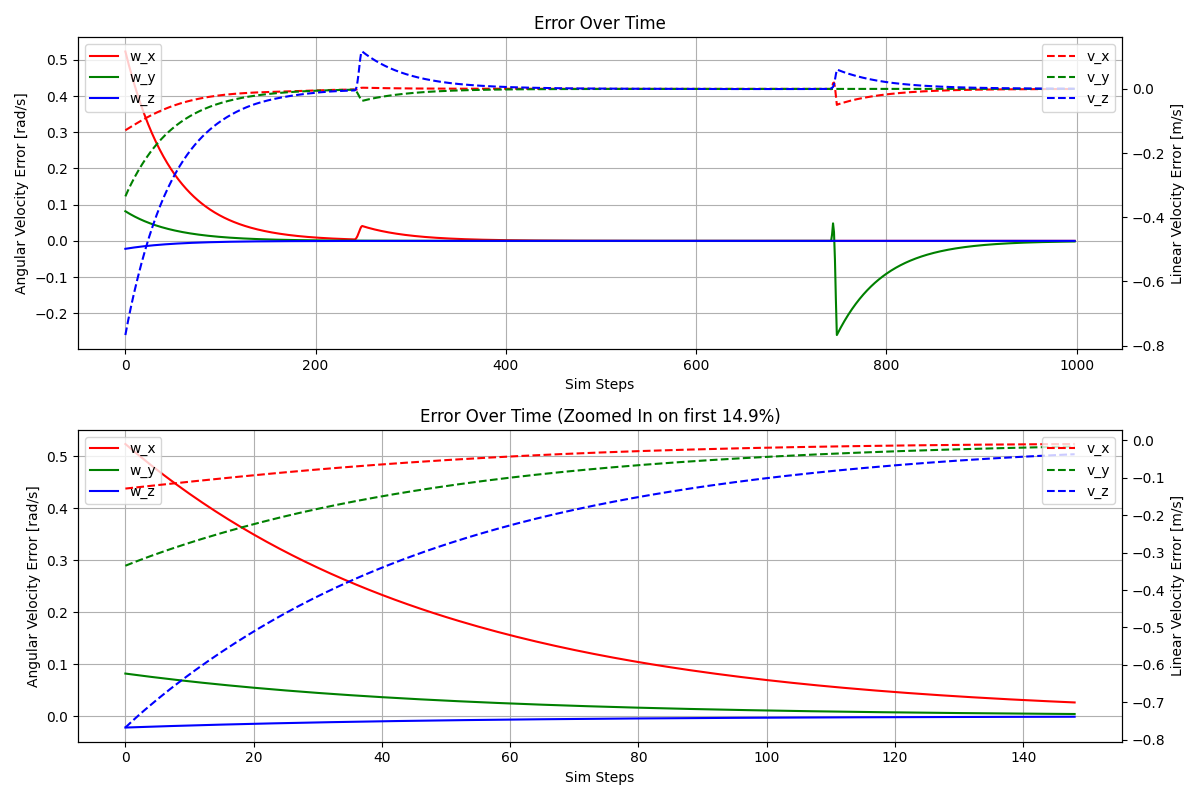 Error Over Time
Angular Velocity Error [rad/s]
0.5
0.4
0.3
0.2
0.1
0.0
−0.1
−0.2
w_x
w_y
w_z
v_x
v_y
v_z
0.0
−0.2
−0.4
−0.6
−0.8
Linear Velocity Error [m/s]
0 200 400 600 800 1000
Sim Steps
Error Over Time (Zoomed In on first 14.9%)
Angular Velocity Error [rad/s]
0.5
0.4
0.3
0.2
0.1
0.0
w_x
w_y
w_z
v_x
v_y
v_z
0.0
−0.1
−0.2
−0.3
−0.4
−0.5
−0.6
−0.7
−0.8
Linear Velocity Error [m/s]
0 20 40 60 80 100 120 140
Sim Steps